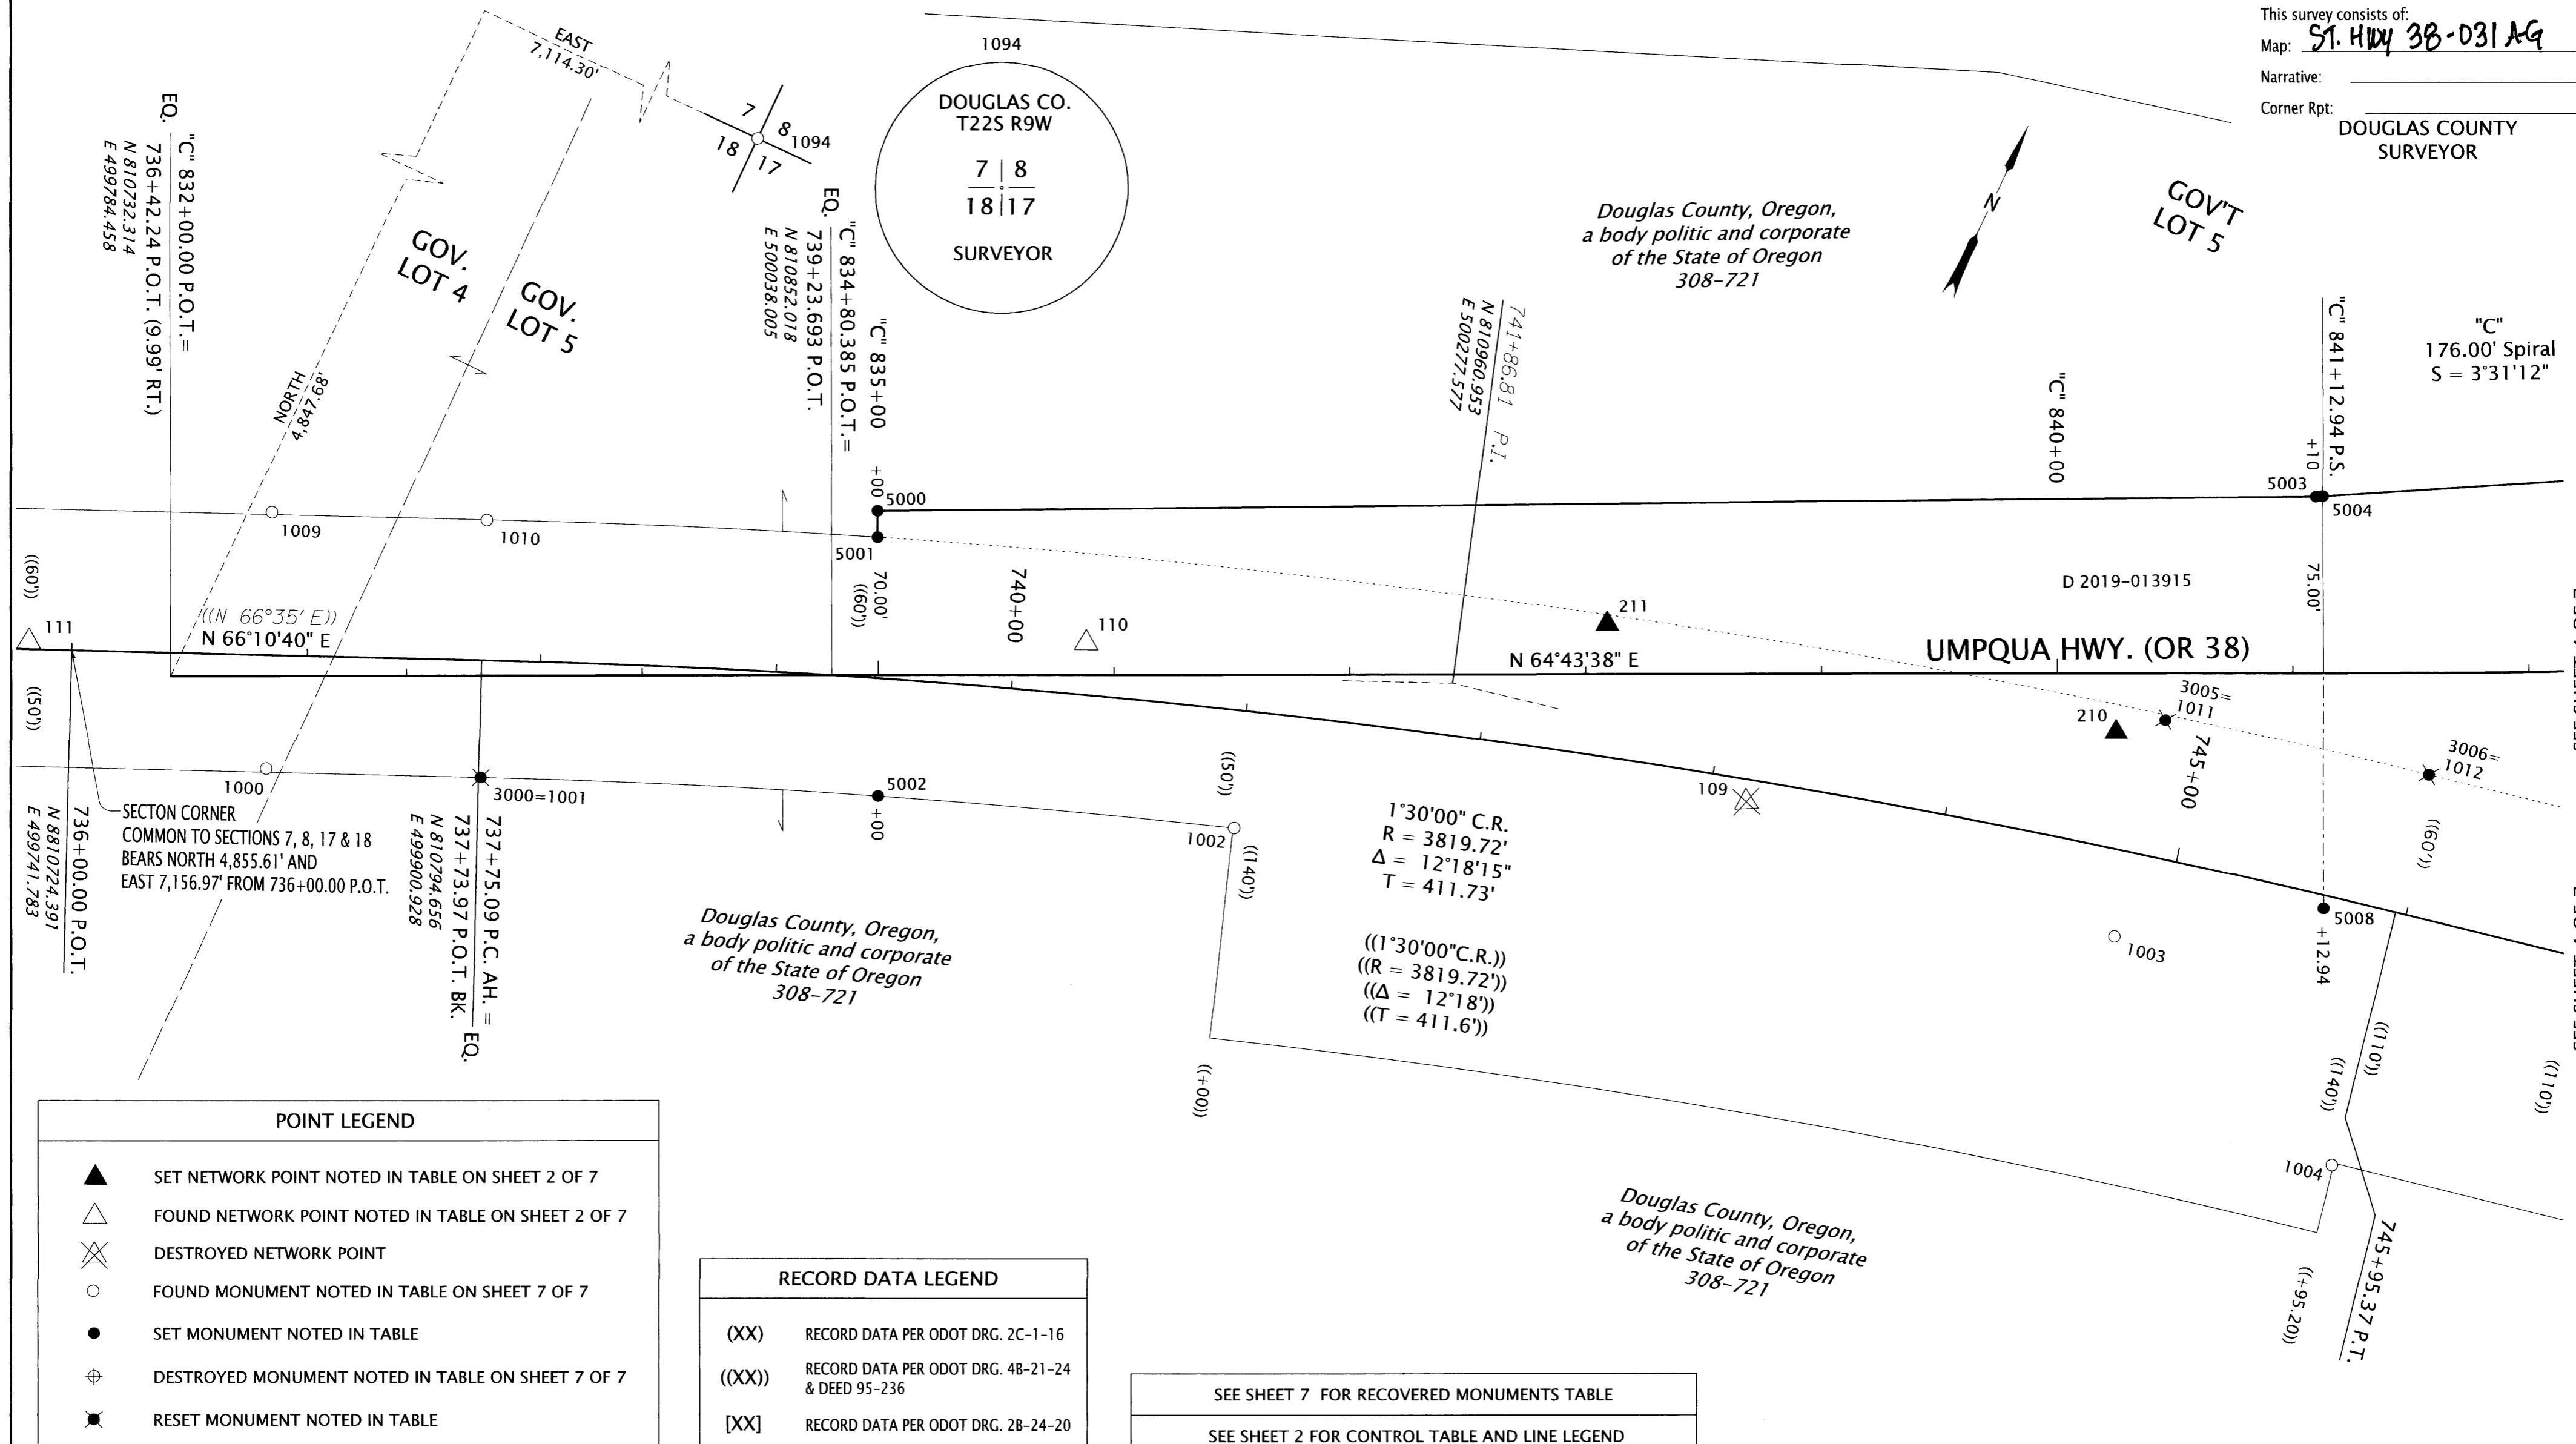 This survey consists of:
Map: ST. HWY 38-031 AG
Narrative:
Corner Rpt:
DOUGLAS COUNTY
SURVEYOR
EAST
7,114.30'
7
8
1094
18
17
1094
DOUGLAS CO.
T22S R9W
7 | 8
18 | 17
SURVEYOR
EQ.
"C" 832+00.00 P.O.T.=
736+42.24 P.O.T. (9.99' RT.)
N 810732.314
E 499784.458
GOV.
LOT 4
GOV.
LOT 5
NORTH
4,847.68'
EQ.
"C" 834+80.385 P.O.T.=
739+23.693 P.O.T.
N 810852.018
E 500038.005
"C" 835+00
+00
5000
5001
70.00'
((60'))
Douglas County, Oregon,
a body politic and corporate
of the State of Oregon
308-721
N
GOV'T
LOT 5
741+86.81 P.I.
N 810960.953
E 500277.577
"C" 840+00
"C" 841+12.94 P.S.
+10
5003
5004
75.00'
"C"
176.00' Spiral
S = 3°31'12"
1009
1010
((60'))
111
((50'))
((N 66°35' E))
N 66°10'40" E
740+00
110
211
N 64°43'38" E
D 2019-013915
UMPQUA HWY. (OR 38)
210
3005=
1011
745+00
3006=
1012
((60'))
1000
3000=1001
5002
+00
1002
((50'))
((140'))
109
1003
5008
+12.94
SECTON CORNER
COMMON TO SECTIONS 7, 8, 17 & 18
BEARS NORTH 4,855.61' AND
EAST 7,156.97' FROM 736+00.00 P.O.T.
736+00.00 P.O.T.
N 8810724.391
E 499741.783
737+75.09 P.C. AH. =
737+73.97 P.O.T. BK.
EQ.
N 810794.656
E 499900.928
Douglas County, Oregon,
a body politic and corporate
of the State of Oregon
308-721
1°30'00" C.R.
R = 3819.72'
Δ = 12°18'15"
T = 411.73'
((1°30'00"C.R.))
((R = 3819.72'))
((Δ = 12°18'))
((T = 411.6'))
((+00))
((110'))
((140'))
((110'))
1004
745+95.37 P.T.
((+95.20))
Douglas County, Oregon,
a body politic and corporate
of the State of Oregon
308-721
POINT LEGEND
SET NETWORK POINT NOTED IN TABLE ON SHEET 2 OF 7
FOUND NETWORK POINT NOTED IN TABLE ON SHEET 2 OF 7
DESTROYED NETWORK POINT
FOUND MONUMENT NOTED IN TABLE ON SHEET 7 OF 7
SET MONUMENT NOTED IN TABLE
DESTROYED MONUMENT NOTED IN TABLE ON SHEET 7 OF 7
RESET MONUMENT NOTED IN TABLE
RECORD DATA LEGEND
(XX) RECORD DATA PER ODOT DRG. 2C-1-16
((XX)) RECORD DATA PER ODOT DRG. 4B-21-24
& DEED 95-236
[XX] RECORD DATA PER ODOT DRG. 2B-24-20
SEE SHEET 7 FOR RECOVERED MONUMENTS TABLE
SEE SHEET 2 FOR CONTROL TABLE AND LINE LEGEND